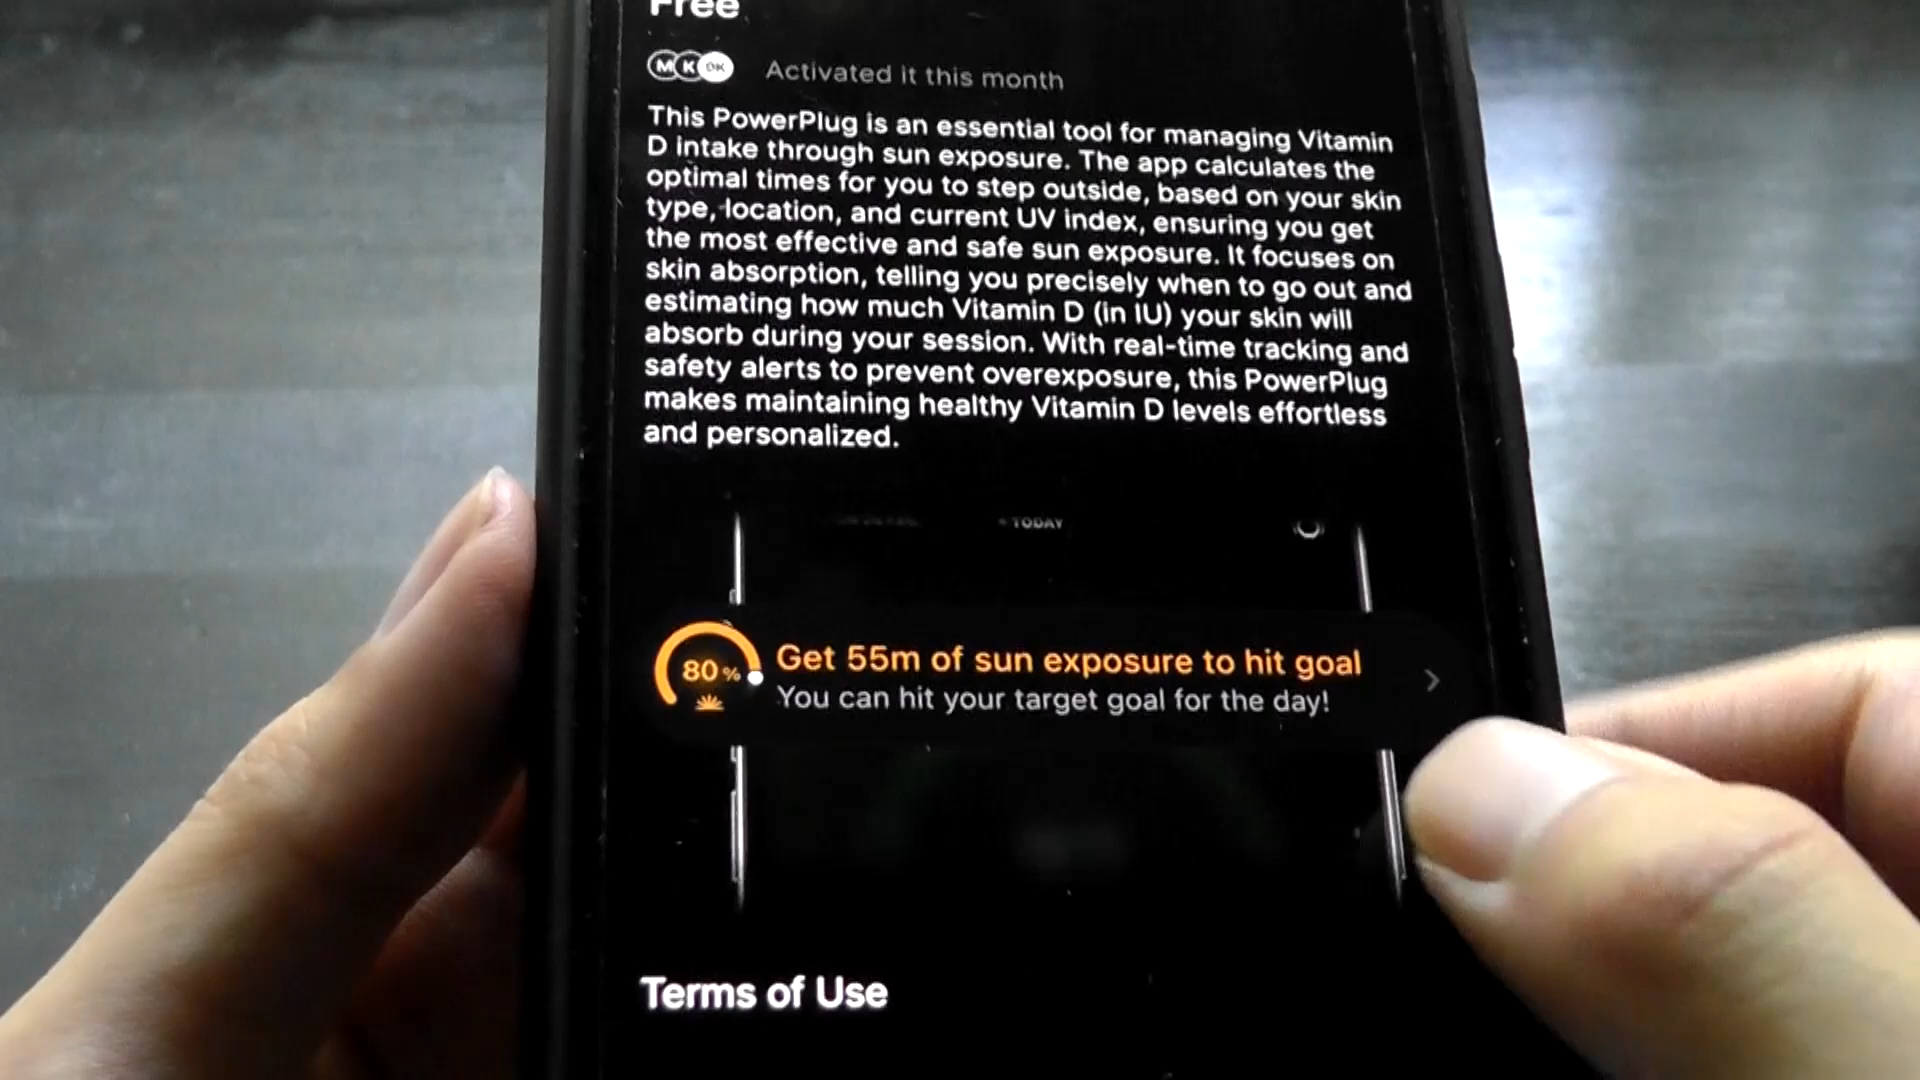 Free
M K DK Activated it this month
This PowerPlug is an essential tool for managing Vitamin
D intake through sun exposure. The app calculates the
optimal times for you to step outside, based on your skin
type, location, and current UV index, ensuring you get
the most effective and safe sun exposure. It focuses on
skin absorption, telling you precisely when to go out and
estimating how much Vitamin D (in IU) your skin will
absorb during your session. With real-time tracking and
safety alerts to prevent overexposure, this PowerPlug
makes maintaining healthy Vitamin D levels effortless
and personalized.
TODAY
80%
Get 55m of sun exposure to hit goal
You can hit your target goal for the day!
Terms of Use